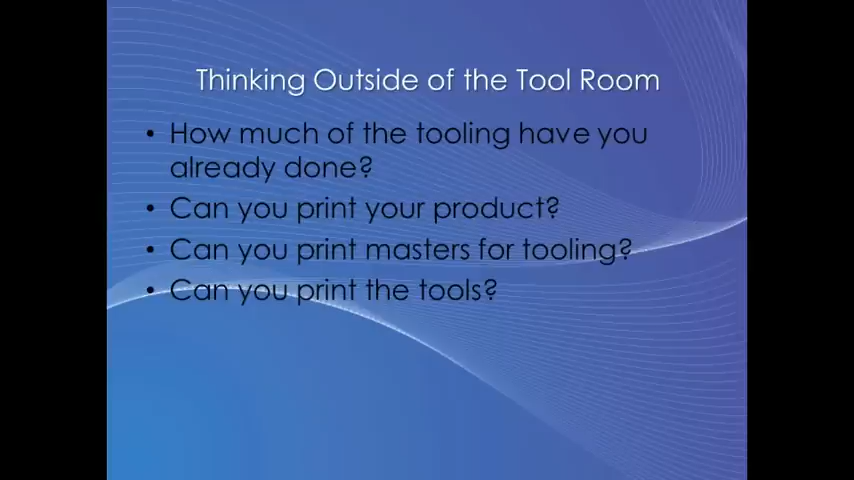 Thinking Outside of the Tool Room
• How much of the tooling have you
already done?
• Can you print your product?
• Can you print masters for tooling?
• Can you print the tools?